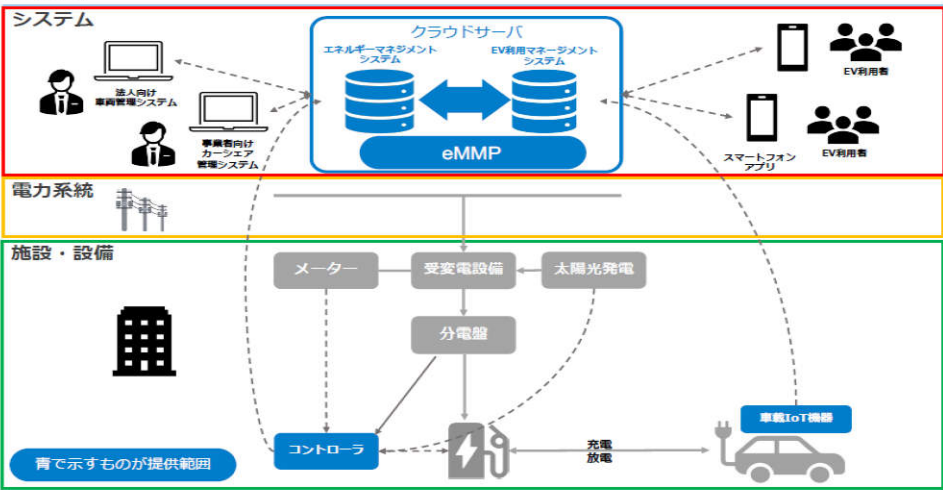 システム
クラウドサーバ
エネルギーマネジメント
システム
EV利用マネージメント
システム
eMMP
法人向け
車両管理システム
事業者向け
カーシェア
管理システム
EV利用者
スマートフォン
アプリ
EV利用者
電力系統
施設・設備
メーター
受変電設備
太陽光発電
分電盤
コントローラ
充電
放電
車載IoT機器
青で示すものが提供範囲